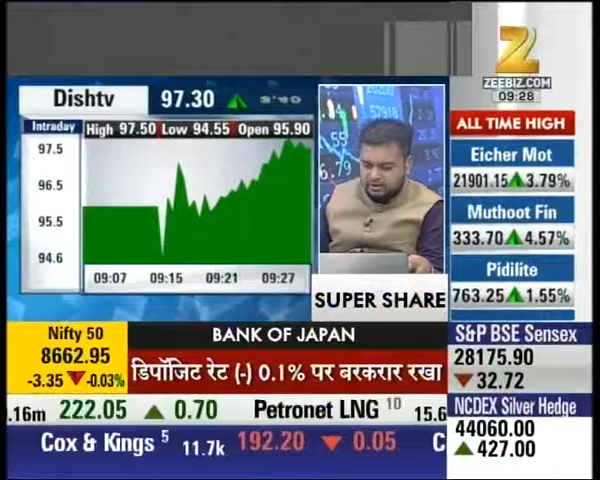 ZEEBIZ.COM
09:28
Dishtv 97.30
Intraday High 97.50 Low 94.55 Open 95.90
97.5
96.5
95.5
94.6
09:07 09:15 09:21 09:27
SUPER SHARE
ALL TIME HIGH
Eicher Mot
21901.15 3.79%
Muthoot Fin
333.70 4.57%
Pidilite
763.25 1.55%
Nifty 50
8662.95
-3.35 -0.03%
BANK OF JAPAN
डिपॉजिट रेट (-) 0.1% पर बरकरार रखा
S&P BSE Sensex
28175.90
32.72
NCDEX Silver Hedge
44060.00
427.00
.16m 222.05 0.70 Petronet LNG 10 15.6
Cox & Kings 5 11.7k 192.20 0.05 C